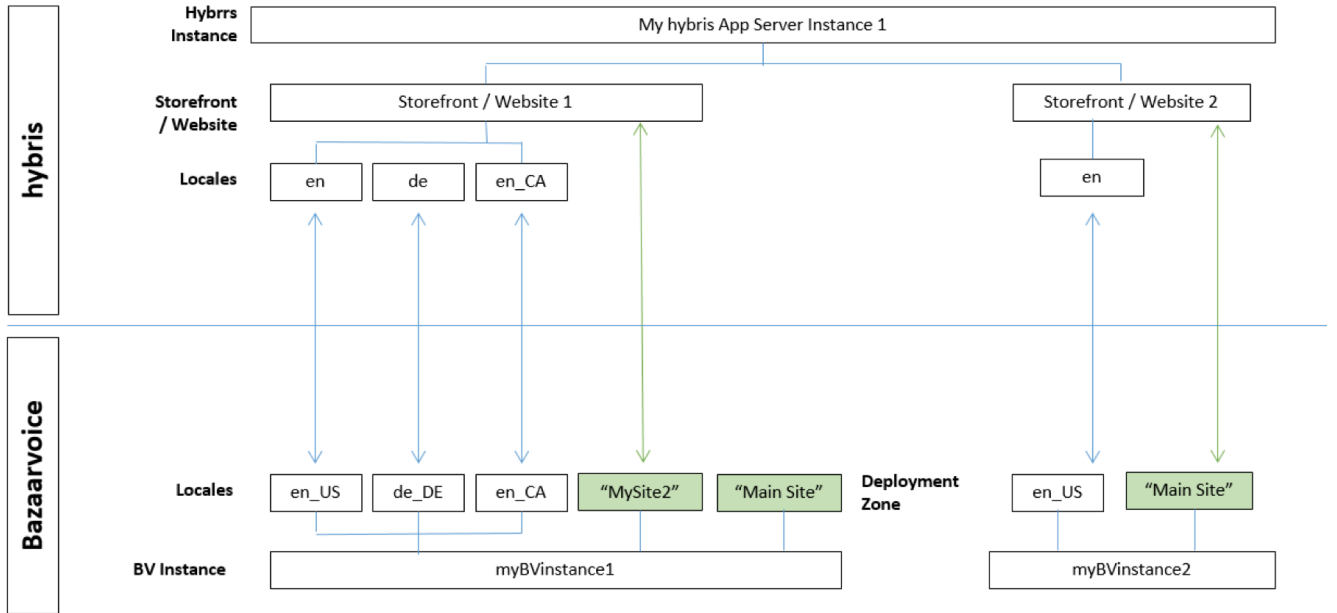 hybris
Hybrrs
Instance
My hybris App Server Instance 1
Storefront
/ Website
Storefront / Website 1
Storefront / Website 2
Locales
en
de
en_CA
en
Bazaarvoice
Locales
en_US
de_DE
en_CA
“MySite2”
“Main Site”
Deployment
Zone
en_US
“Main Site”
BV Instance
myBVinstance1
myBVinstance2